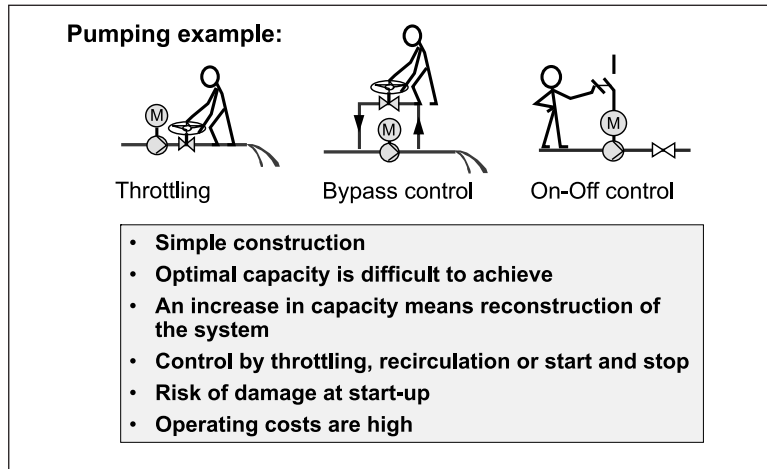 Pumping example:
M
M
M
Throttling
Bypass control
On-Off control
• Simple construction
• Optimal capacity is difficult to achieve
• An increase in capacity means reconstruction of
the system
• Control by throttling, recirculation or start and stop
• Risk of damage at start-up
• Operating costs are high